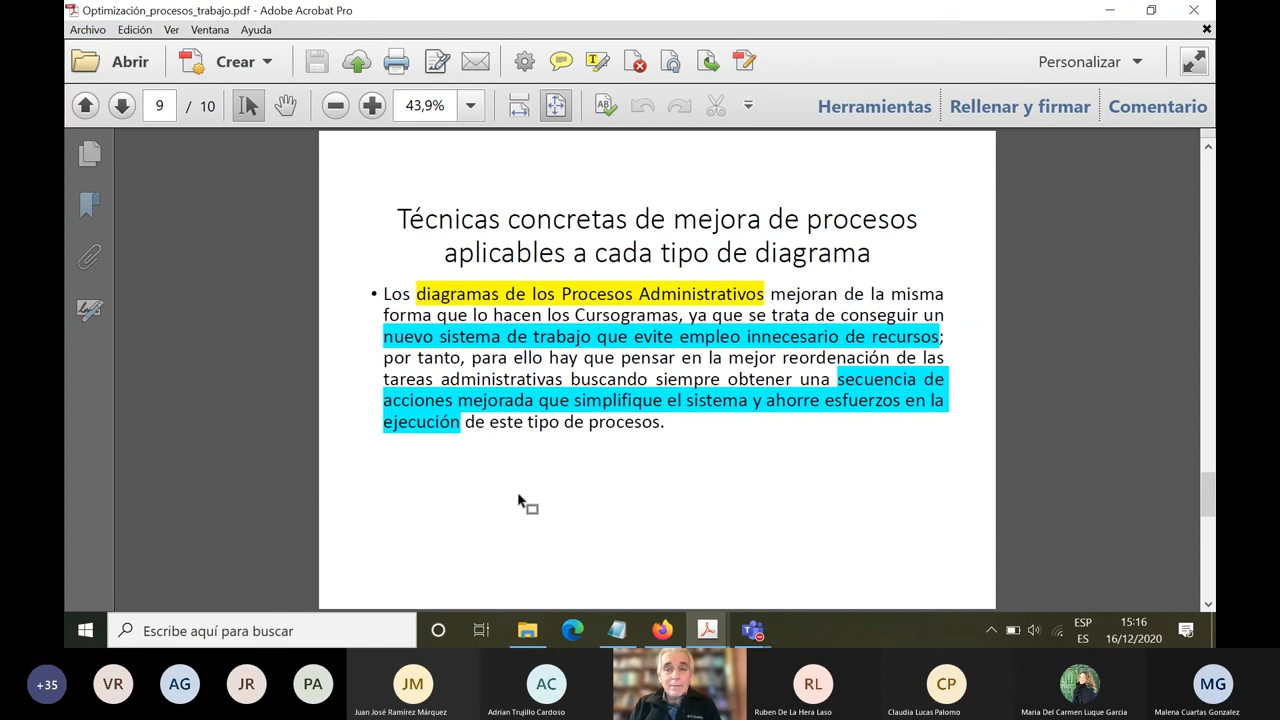 Optimización_procesos_trabajo.pdf - Adobe Acrobat Pro
Archivo Edición Ver Ventana Ayuda
Abrir Crear Personalizar
9 / 10 43,9% Herramientas Rellenar y firmar Comentario
Técnicas concretas de mejora de procesos
aplicables a cada tipo de diagrama
• Los diagramas de los Procesos Administrativos mejoran de la misma
forma que lo hacen los Cursogramas, ya que se trata de conseguir un
nuevo sistema de trabajo que evite empleo innecesario de recursos;
por tanto, para ello hay que pensar en la mejor reordenación de las
tareas administrativas buscando siempre obtener una secuencia de
acciones mejorada que simplifique el sistema y ahorre esfuerzos en la
ejecución de este tipo de procesos.
Escribe aquí para buscar
ESP
ES
15:16
16/12/2020
+35 VR AG JR PA JM AC RL CP MG
Juan José Ramírez Márquez Adrian Trujillo Cardoso Ruben De La Hera Laso Claudia Lucas Palomo Maria Del Carmen Luque Garcia Malena Cuartas Gonzalez